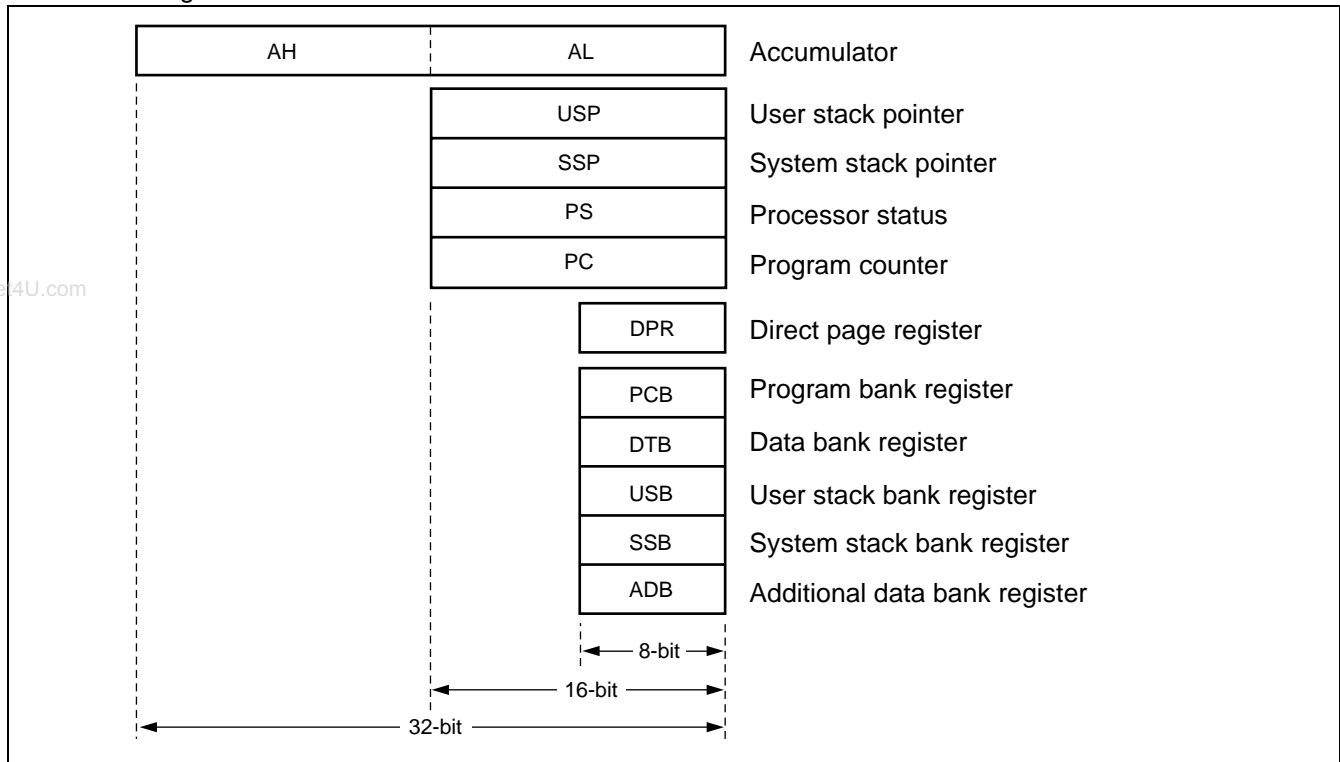 AH AL Accumulator
USP User stack pointer
SSP System stack pointer
PS Processor status
PC Program counter
et4U.com
DPR Direct page register
PCB Program bank register
DTB Data bank register
USB User stack bank register
SSB System stack bank register
ADB Additional data bank register
8-bit
16-bit
32-bit